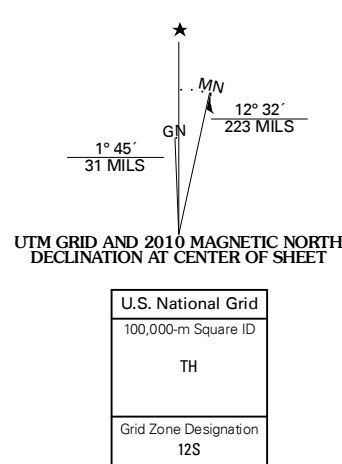 MN
GN
12° 32´
223 MILS
1° 45´
31 MILS
UTM GRID AND 2010 MAGNETIC NORTH
DECLINATION AT CENTER OF SHEET
U.S. National Grid
100,000-m Square ID
TH
Grid Zone Designation
12S